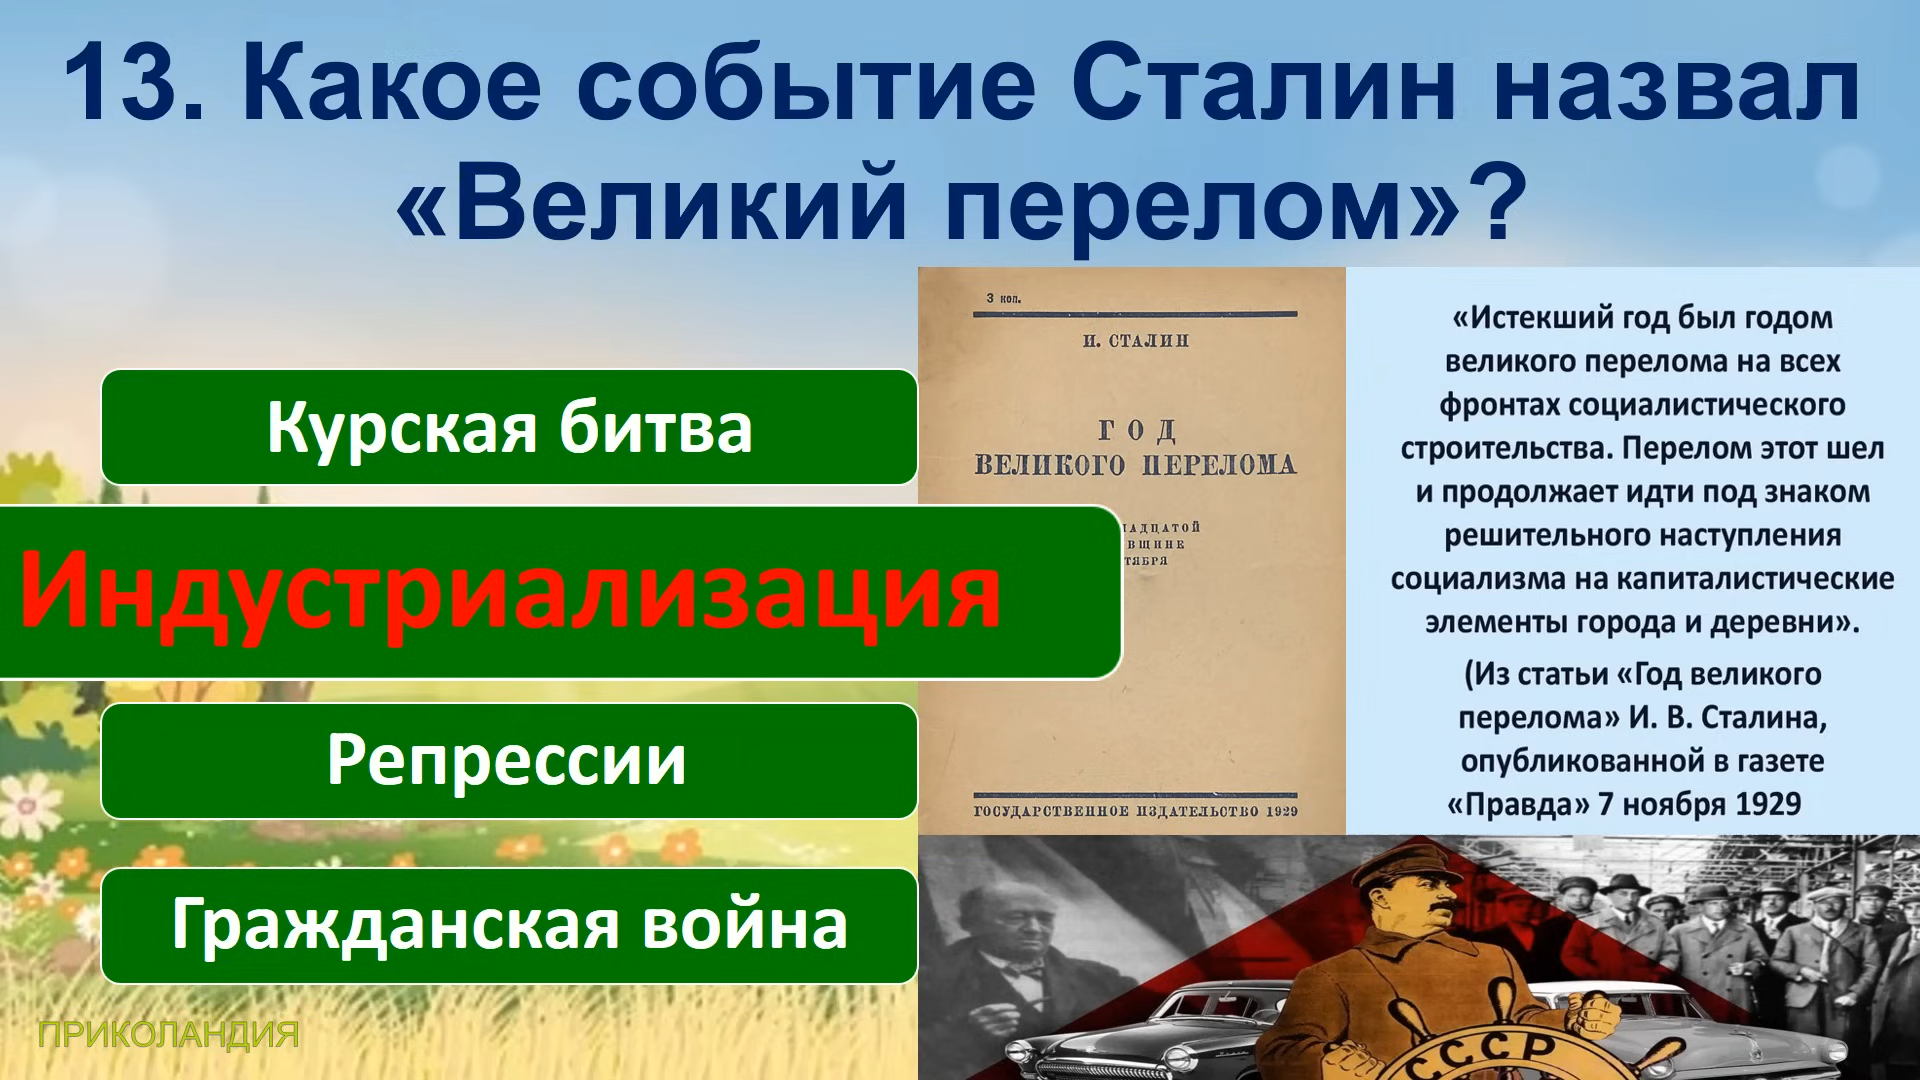 13. Какое событие Сталин назвал
«Великий перелом»?
Курская битва
Индустриализация
Репрессии
Гражданская война
3 коп.
И. СТАЛИН
ГОД
ВЕЛИКОГО ПЕРЕЛОМА
ГОСУДАРСТВЕННОЕ ИЗДАТЕЛЬСТВО 1929
«Истекший год был годом
великого перелома на всех
фронтах социалистического
строительства. Перелом этот шел
и продолжает идти под знаком
решительного наступления
социализма на капиталистические
элементы города и деревни».
(Из статьи «Год великого
перелома» И. В. Сталина,
опубликованной в газете
«Правда» 7 ноября 1929
СССР
ПРИКОЛАНДИЯ